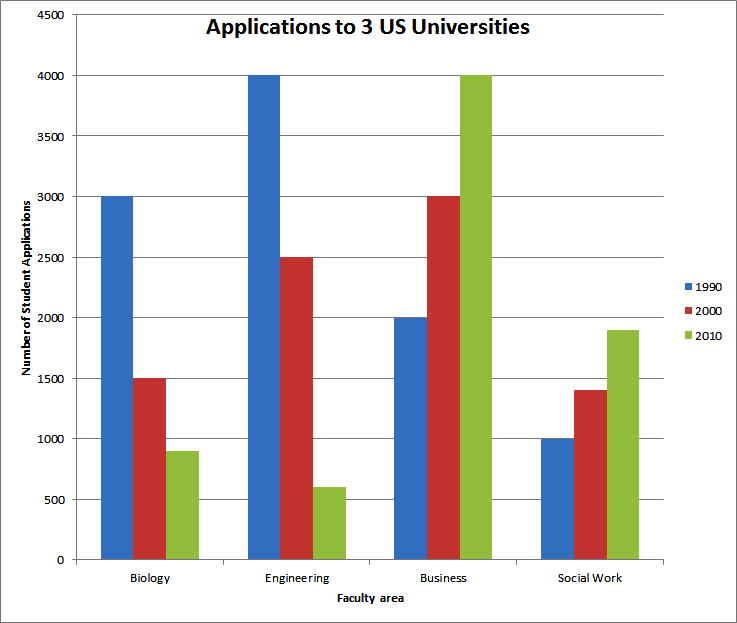 Applications to 3 US Universities
4500
4000
3500
3000
2500
2000
1500
1000
500
0
Number of Student Applications
Biology
Engineering
Business
Social Work
Faculty area
1990
2000
2010